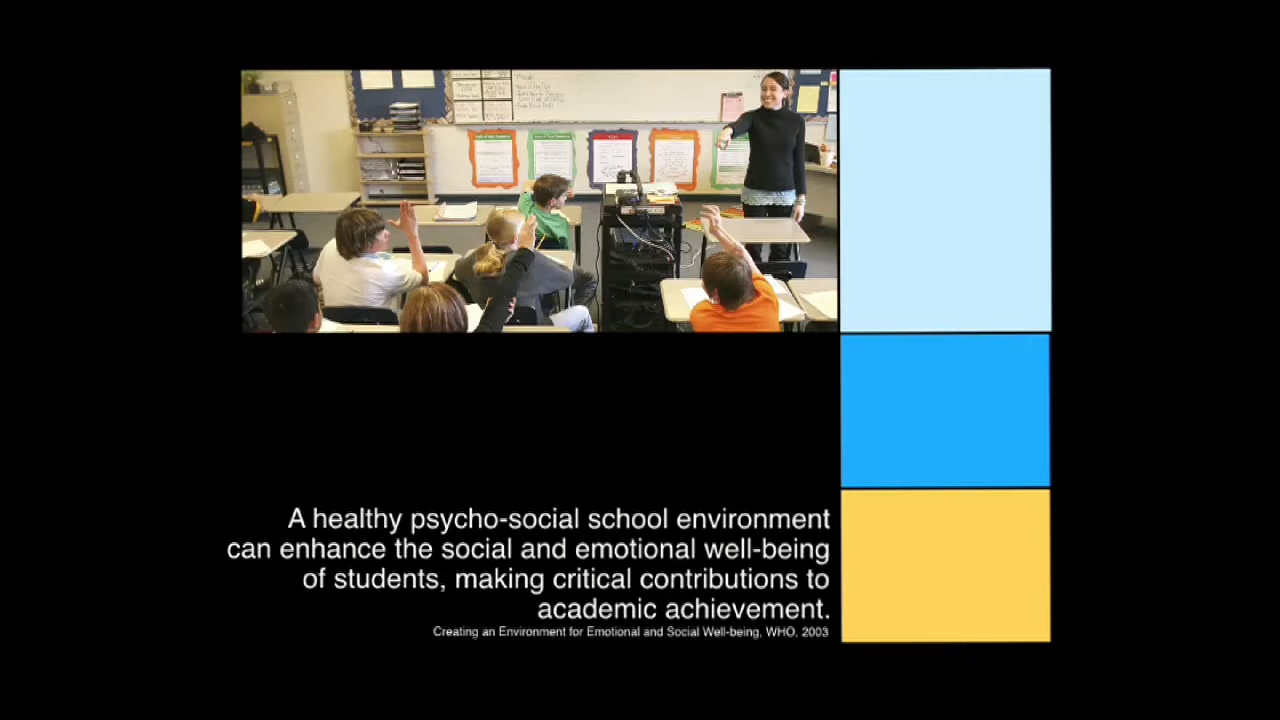 A healthy psycho-social school environment
can enhance the social and emotional well-being
of students, making critical contributions to
academic achievement.
Creating an Environment for Emotional and Social Well-being, WHO, 2003